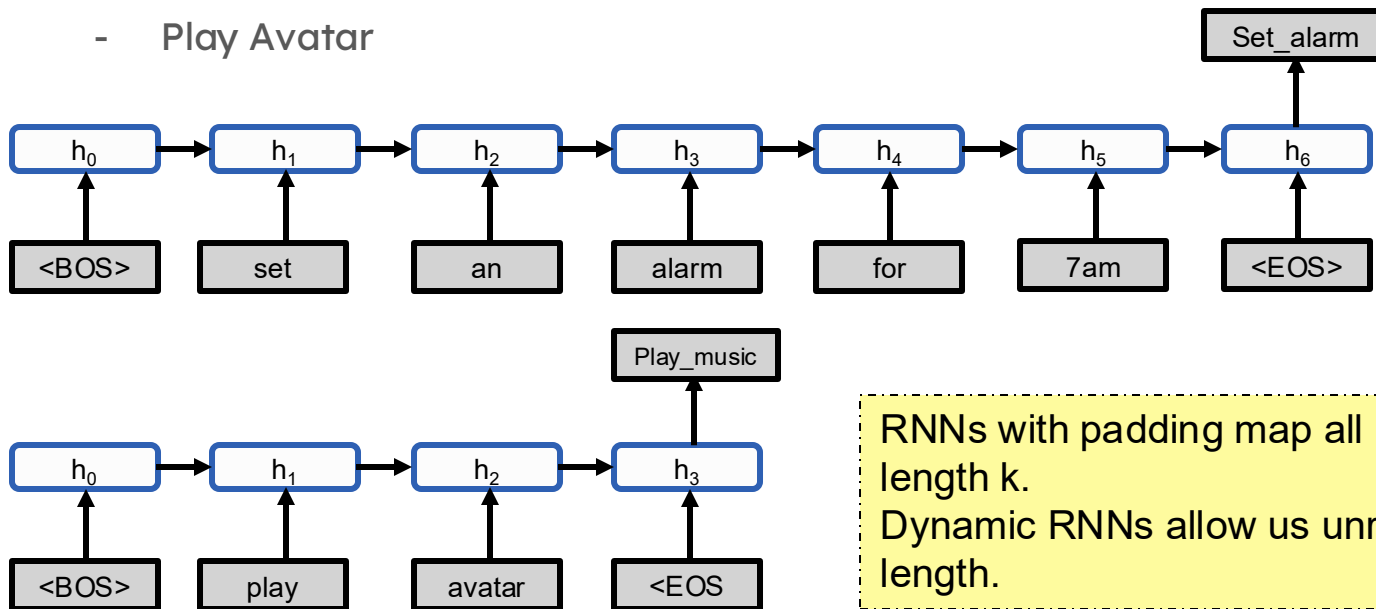 - Play Avatar
Set_alarm
h₀ h₁ h₂ h₃ h₄ h₅ h₆
<BOS> set an alarm for 7am <EOS>
Play_music
h₀ h₁ h₂ h₃
<BOS> play avatar <EOS
RNNs with padding map all
length k.
Dynamic RNNs allow us
length.